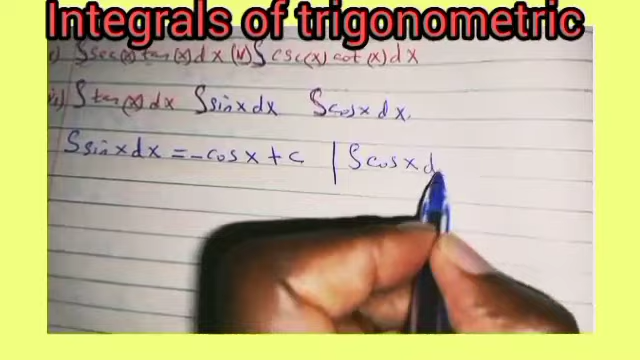 Integrals of trigonometric
∫sec(x) tan(x) dx (v) ∫ csc(x) cot(x) dx
∫ tan(x) dx ∫sinx dx ∫cosx dx.
∫sinx dx = -cosx + c | ∫cosx d